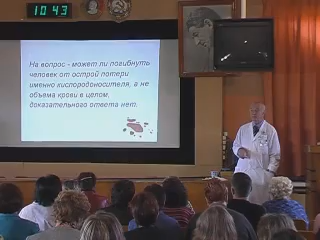 10 43
На вопрос - может ли погибнуть
человек от острой потери
именно кислородоносителя, а не
объема крови в целом,
доказательного ответа нет.